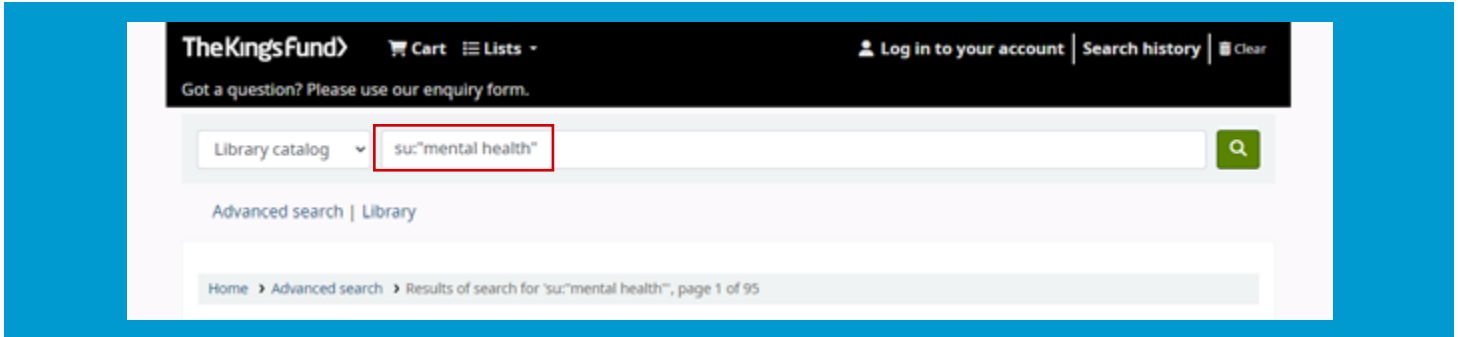 TheKingsFund> Cart Lists Log in to your account Search history Clear
Got a question? Please use our enquiry form.
Library catalog su:"mental health"
Advanced search | Library
Home > Advanced search > Results of search for 'su:"mental health"', page 1 of 95